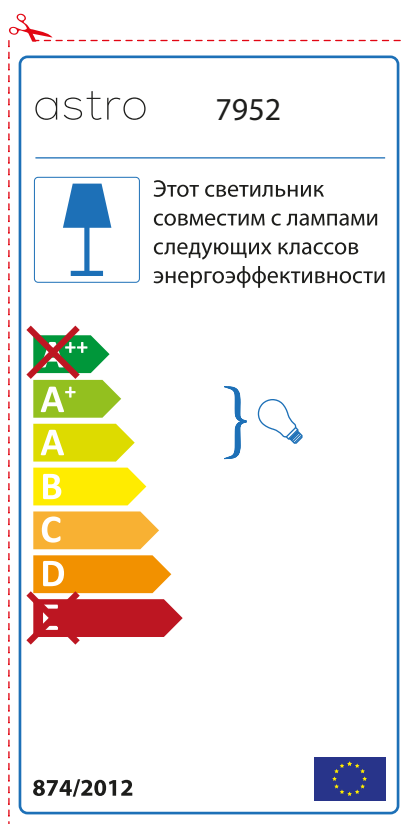 astro 7952
Этот светильник
совместим с лампами
следующих классов
энергоэффективности
A++
A+
A
B
C
D
E
874/2012